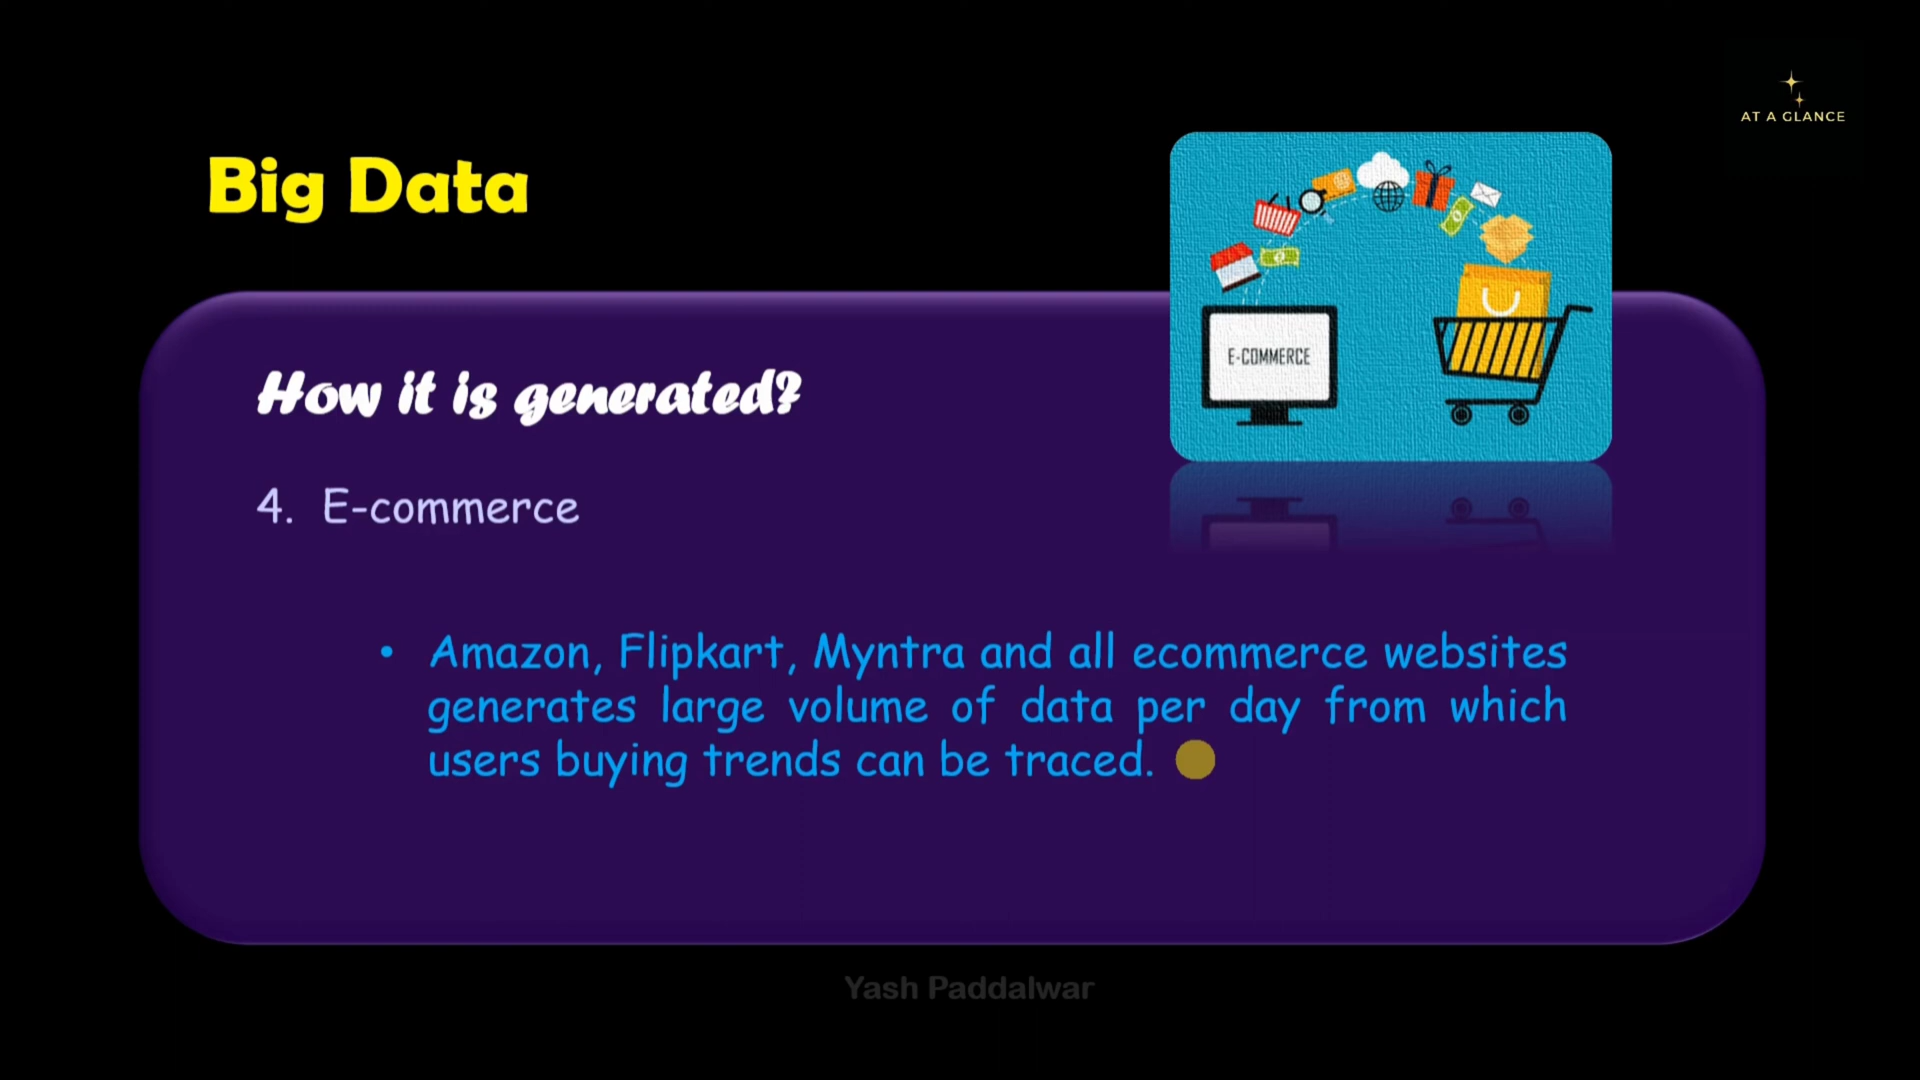 AT A GLANCE
Big Data
E-COMMERCE
How it is generated?
4. E-commerce
• Amazon, Flipkart, Myntra and all ecommerce websites
generates large volume of data per day from which
users buying trends can be traced.
Yash Paddalwar